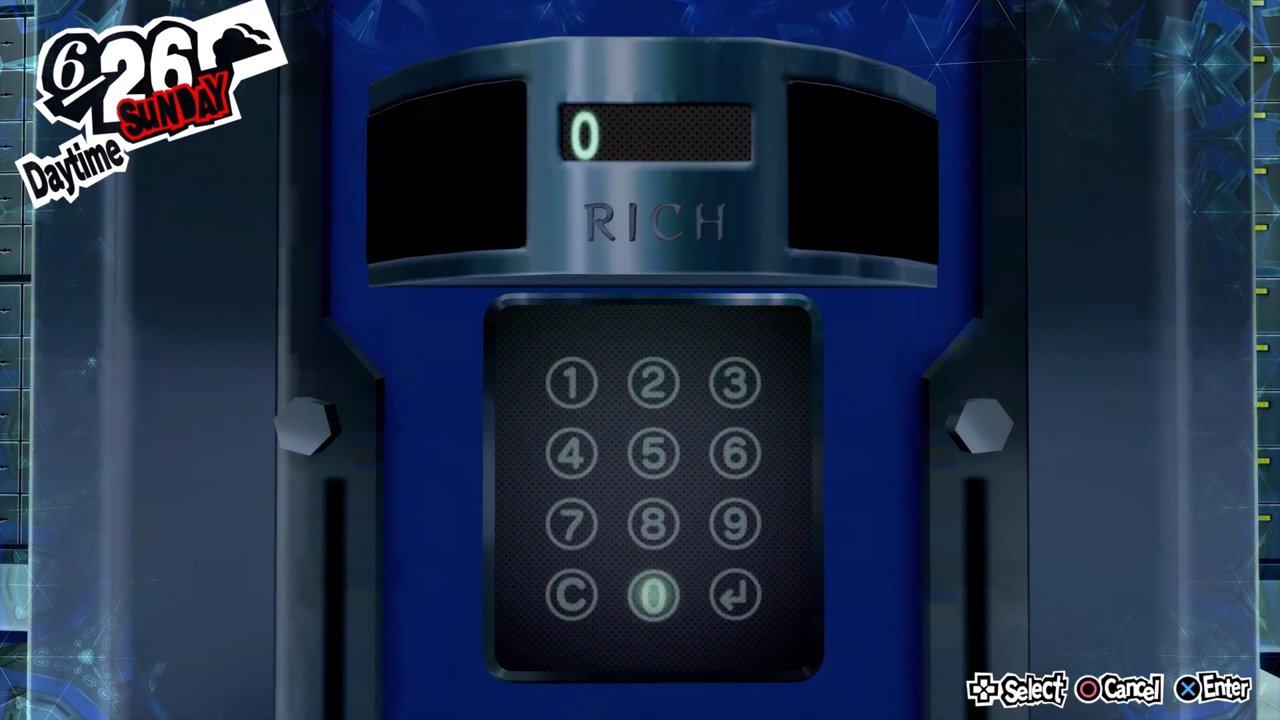 6/26
SUNDAY
Daytime
0
RICH
1 2 3
4 5 6
7 8 9
C 0 ↵
Select Cancel Enter